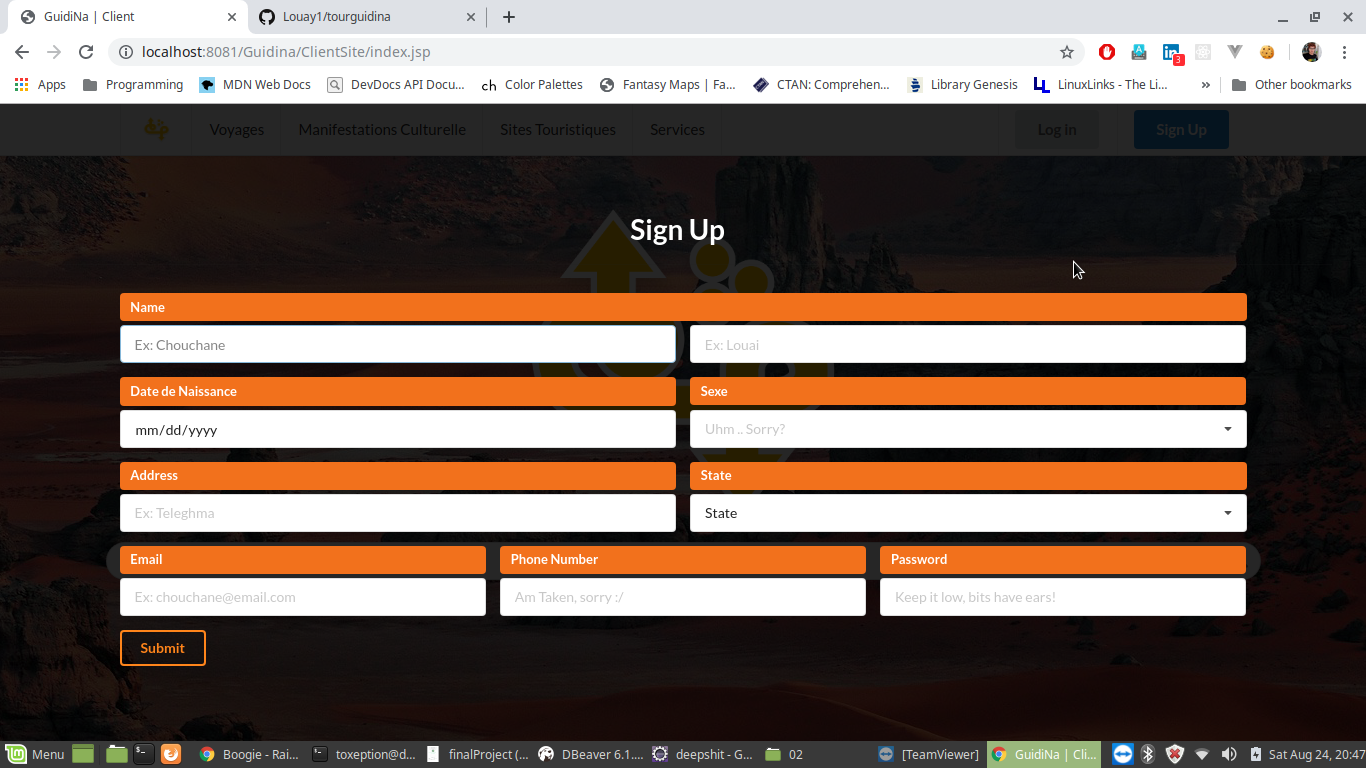 GuidiNa | Client
Louay1/tourguidina
localhost:8081/Guidina/ClientSite/index.jsp
3
Apps Programming MDN Web Docs DevDocs API Docu... ch Color Palettes Fantasy Maps | Fa... CTAN: Comprehen... Library Genesis LinuxLinks - The Li... » Other bookmarks
Voyages Manifestations Culturelle Sites Touristiques Services Log in Sign Up
Sign Up
Name
Ex: Chouchane Ex: Louai
Date de Naissance Sexe
mm/dd/yyyy Uhm .. Sorry?
Address State
Ex: Teleghma State
Email Phone Number Password
Ex: chouchane@email.com Am Taken, sorry :/ Keep it low, bits have ears!
Submit
Menu Boogie - Rai... toxeption@d... finalProject (... DBeaver 6.1.... deepshit - G... 02 [TeamViewer] GuidiNa | Cli... Sat Aug 24, 20:47